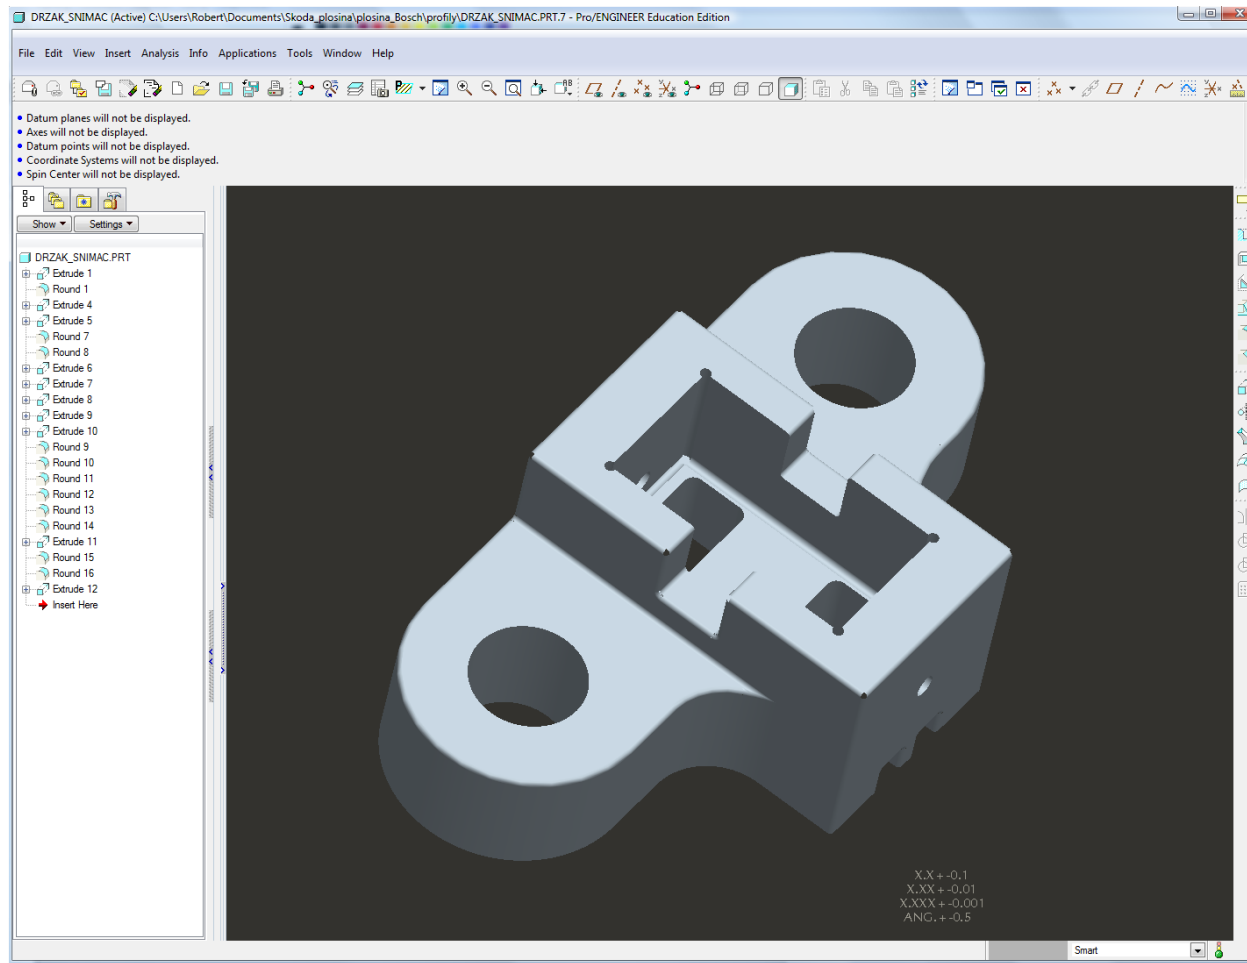 DRZAK_SNIMAC (Active) C:\Users\Robert\Documents\Skoda_plosina\plosina_Bosch\profily\DRZAK_SNIMAC.PRT.7 - Pro/ENGINEER Education Edition
File Edit View Insert Analysis Info Applications Tools Window Help
• Datum planes will not be displayed.
• Axes will not be displayed.
• Datum points will not be displayed.
• Coordinate Systems will not be displayed.
• Spin Center will not be displayed.
Show Settings
DRZAK_SNIMAC.PRT
Extrude 1
Round 1
Extrude 4
Extrude 5
Round 7
Round 8
Extrude 6
Extrude 7
Extrude 8
Extrude 9
Extrude 10
Round 9
Round 10
Round 11
Round 12
Round 13
Round 14
Extrude 11
Round 15
Round 16
Extrude 12
Insert Here
X.X +-0.1
X.XX +-0.01
X.XXX +-0.001
ANG. +-0.5
Smart